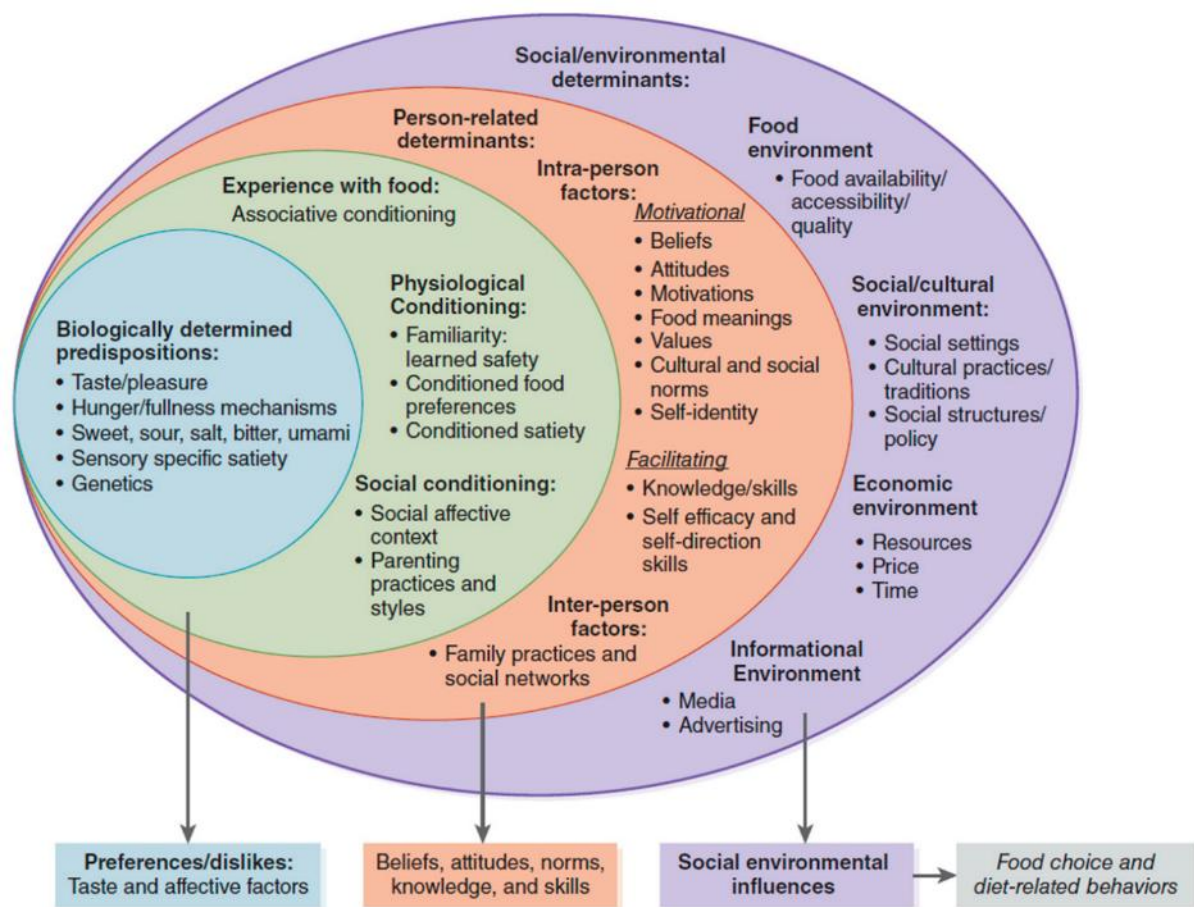 Social/environmental
determinants:
Person-related
determinants:
Food
environment
• Food availability/
accessibility/
quality
Intra-person
factors:
Experience with food:
Associative conditioning
Motivational
• Beliefs
• Attitudes
• Motivations
• Food meanings
• Values
• Cultural and social
norms
• Self-identity
Physiological
Conditioning:
• Familiarity:
learned safety
• Conditioned food
preferences
• Conditioned satiety
Social/cultural
environment:
• Social settings
• Cultural practices/
traditions
• Social structures/
policy
Biologically determined
predispositions:
• Taste/pleasure
• Hunger/fullness mechanisms
• Sweet, sour, salt, bitter, umami
• Sensory specific satiety
• Genetics
Facilitating
• Knowledge/skills
• Self efficacy and
self-direction
skills
Social conditioning:
• Social affective
context
• Parenting
practices and
styles
Economic
environment
• Resources
• Price
• Time
Inter-person
factors:
• Family practices and
social networks
Informational
Environment
• Media
• Advertising
Preferences/dislikes:
Taste and affective factors
Beliefs, attitudes, norms,
knowledge, and skills
Social environmental
influences
Food choice and
diet-related behaviors